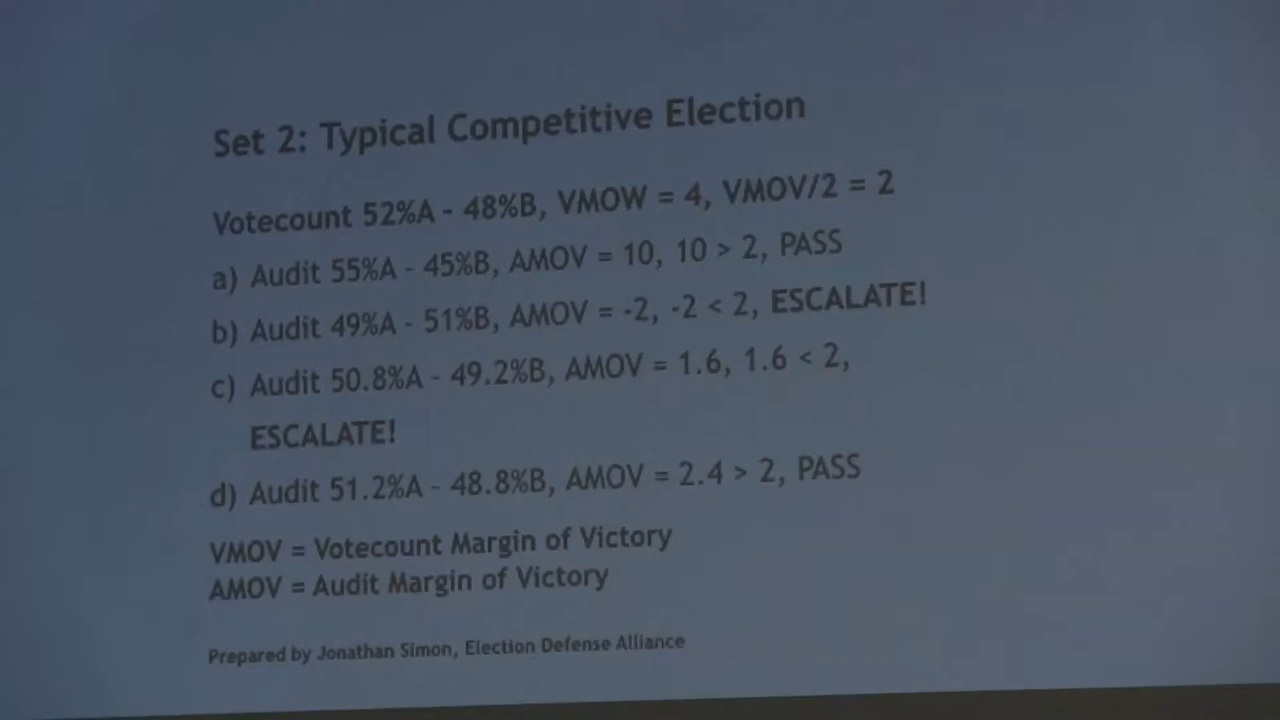 Set 2: Typical Competitive Election
Votecount 52%A - 48%B, VMOW = 4, VMOV/2 = 2
a) Audit 55%A - 45%B, AMOV = 10, 10 > 2, PASS
b) Audit 49%A - 51%B, AMOV = -2, -2 < 2, ESCALATE!
c) Audit 50.8%A - 49.2%B, AMOV = 1.6, 1.6 < 2,
ESCALATE!
d) Audit 51.2%A - 48.8%B, AMOV = 2.4 > 2, PASS
VMOV = Votecount Margin of Victory
AMOV = Audit Margin of Victory
Prepared by Jonathan Simon, Election Defense Alliance